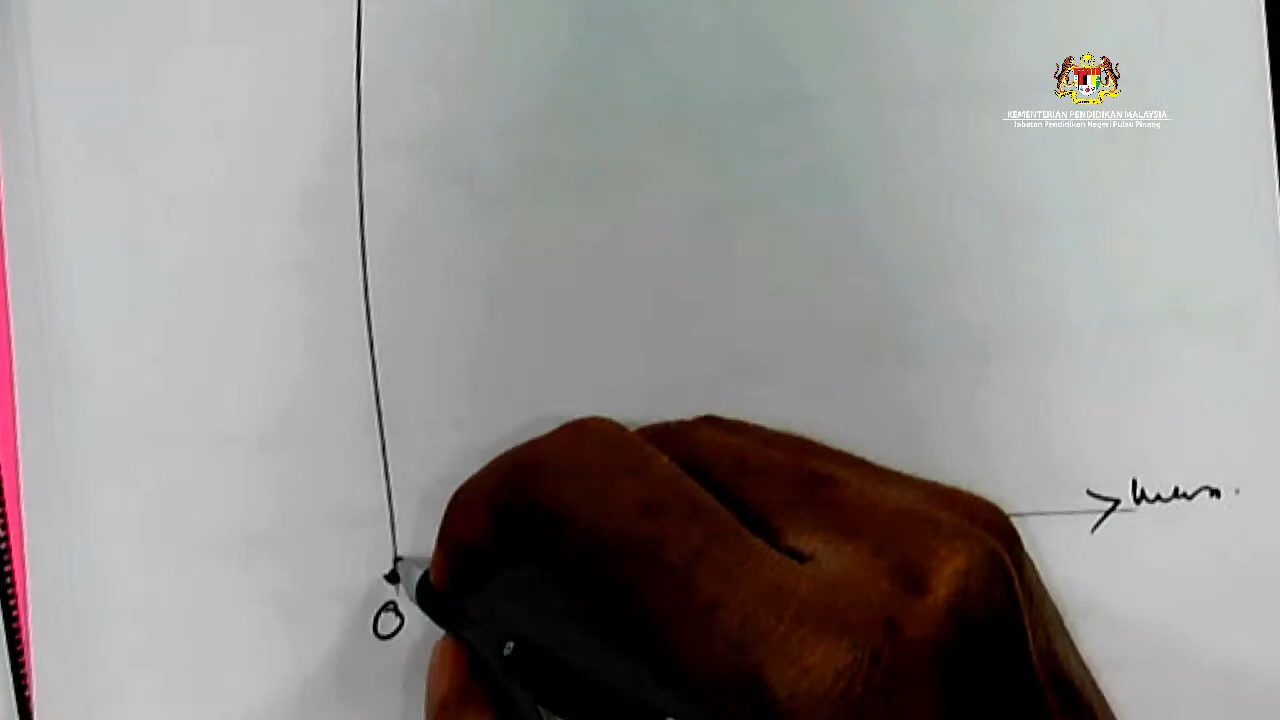 KEMENTERIAN PENDIDIKAN MALAYSIA
Jabatan Pendidikan Negeri Pulau Pinang
0